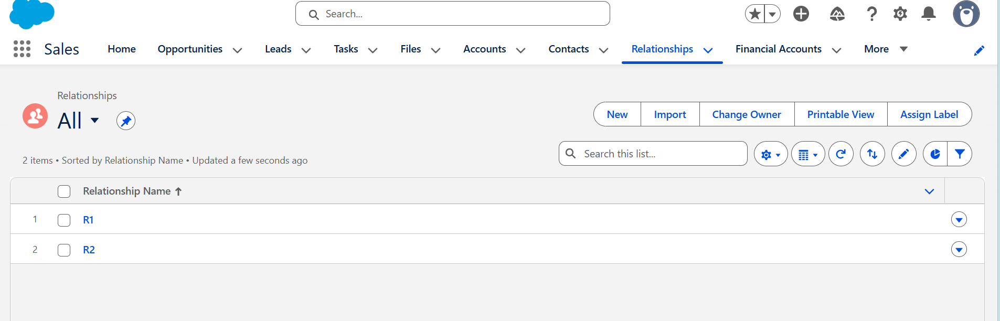 Search...
Sales Home Opportunities Leads Tasks Files Accounts Contacts Relationships Financial Accounts More
Relationships
All
New Import Change Owner Printable View Assign Label
2 items • Sorted by Relationship Name • Updated a few seconds ago
Search this list...
Relationship Name
1 R1
2 R2